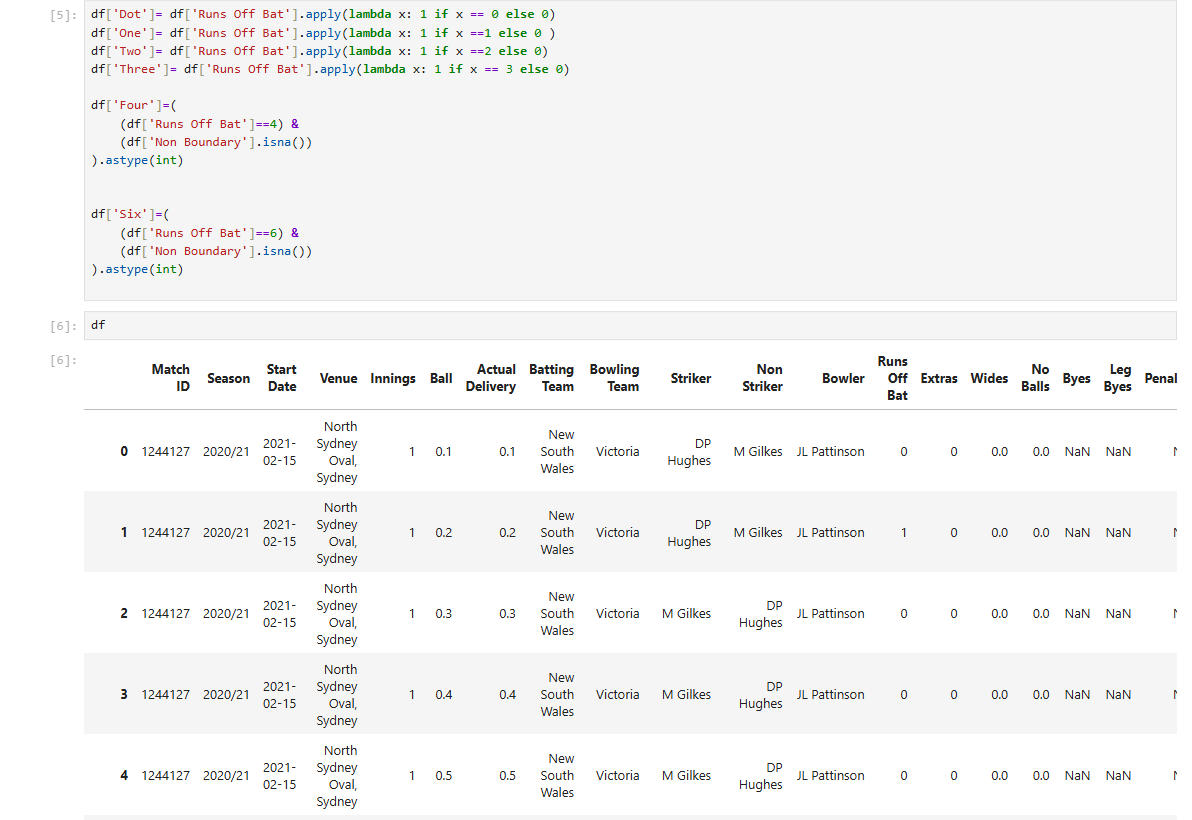 [5]:
df['Dot']= df['Runs Off Bat'].apply(lambda x: 1 if x == 0 else 0)
df['One']= df['Runs Off Bat'].apply(lambda x: 1 if x ==1 else 0 )
df['Two']= df['Runs Off Bat'].apply(lambda x: 1 if x ==2 else 0)
df['Three']= df['Runs Off Bat'].apply(lambda x: 1 if x == 3 else 0)
df['Four']=(
(df['Runs Off Bat']==4) &
(df['Non Boundary'].isna())
).astype(int)
df['Six']=(
(df['Runs Off Bat']==6) &
(df['Non Boundary'].isna())
).astype(int)
[6]: df
[6]:
Match ID Season Start Date Venue Innings Ball Actual Delivery Batting Team Bowling Team Striker Non Striker Bowler Runs Off Bat Extras Wides No Balls Byes Leg Byes Penal
0 1244127 2020/21 2021-02-15 North Sydney Oval, Sydney 1 0.1 0.1 New South Wales Victoria DP Hughes M Gilkes JL Pattinson 0 0 0.0 0.0 NaN NaN N
1 1244127 2020/21 2021-02-15 North Sydney Oval, Sydney 1 0.2 0.2 New South Wales Victoria DP Hughes M Gilkes JL Pattinson 1 0 0.0 0.0 NaN NaN N
2 1244127 2020/21 2021-02-15 North Sydney Oval, Sydney 1 0.3 0.3 New South Wales Victoria M Gilkes DP Hughes JL Pattinson 0 0 0.0 0.0 NaN NaN N
3 1244127 2020/21 2021-02-15 North Sydney Oval, Sydney 1 0.4 0.4 New South Wales Victoria M Gilkes DP Hughes JL Pattinson 0 0 0.0 0.0 NaN NaN N
4 1244127 2020/21 2021-02-15 North Sydney Oval, Sydney 1 0.5 0.5 New South Wales Victoria M Gilkes DP Hughes JL Pattinson 0 0 0.0 0.0 NaN NaN N